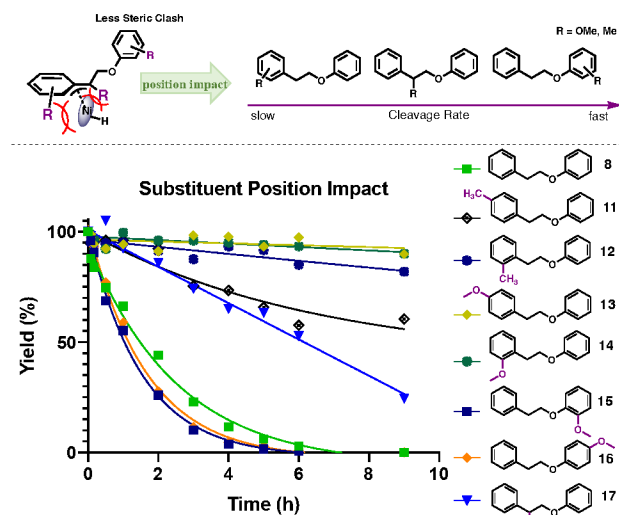 Less Steric Clash
O
R
R
R
Ni
H
position impact
R = OMe, Me
R
O
R
O
O
R
slow
Cleavage Rate
fast
Substituent Position Impact
Yield (%)
100
50
0
0
2
4
6
8
10
Time (h)
O
8
H₃C
O
11
O
12
CH₃
O
O
13
O
14
O
O
15
O
O
16
O
17